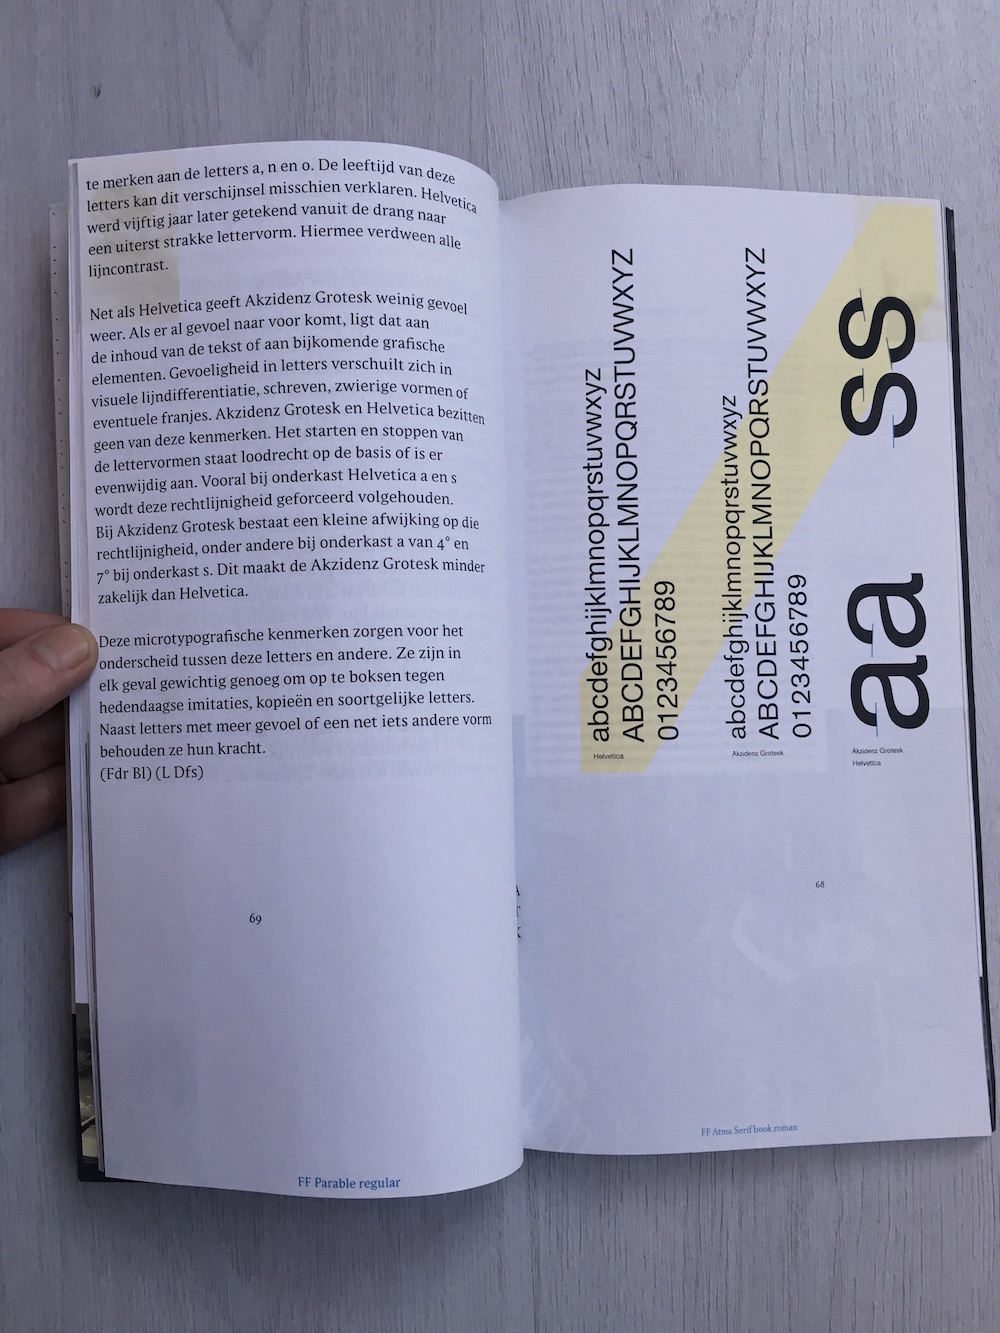 te merken aan de letters a, n en o. De leeftijd van deze
letters kan dit verschijnsel misschien verklaren. Helvetica
werd vijftig jaar later getekend vanuit de drang naar
een uiterst strakke lettervorm. Hiermee verdween alle
lijncontrast.
Net als Helvetica geeft Akzidenz Grotesk weinig gevoel
weer. Als er al gevoel naar voor komt, ligt dat aan
de inhoud van de tekst of aan bijkomende grafische
elementen. Gevoeligheid in letters verschuilt zich in
visuele lijndifferentiatie, schreven, zwierige vormen of
eventuele franjes. Akzidenz Grotesk en Helvetica bezitten
geen van deze kenmerken. Het starten en stoppen van
de lettervormen staat loodrecht op de basis of is er
evenwijdig aan. Vooral bij onderkast Helvetica a en s
wordt deze rechtlijnigheid geforceerd volgehouden.
Bij Akzidenz Grotesk bestaat een kleine afwijking op die
rechtlijnigheid, onder andere bij onderkast a van 4° en
7° bij onderkast s. Dit maakt de Akzidenz Grotesk minder
zakelijk dan Helvetica.
Deze microtypografische kenmerken zorgen voor het
onderscheid tussen deze letters en andere. Ze zijn in
elk geval gewichtig genoeg om op te boksen tegen
hedendaagse imitaties, kopieën en soortgelijke letters.
Naast letters met meer gevoel of een net iets andere vorm
behouden ze hun kracht.
(Fdr Bl) (L Dfs)
69
FF Parable regular
abcdefghijklmnopqrstuvwxyz
ABCDEFGHIJKLMNOPQRSTUVWXYZ
0123456789
Helvetica
abcdefghijklmnopqrstuvwxyz
ABCDEFGHIJKLMNOPQRSTUVWXYZ
0123456789
Akzidenz Grotesk
aa ss
Akzidenz Grotesk
Helvetica
68
FF Atma Serif book roman